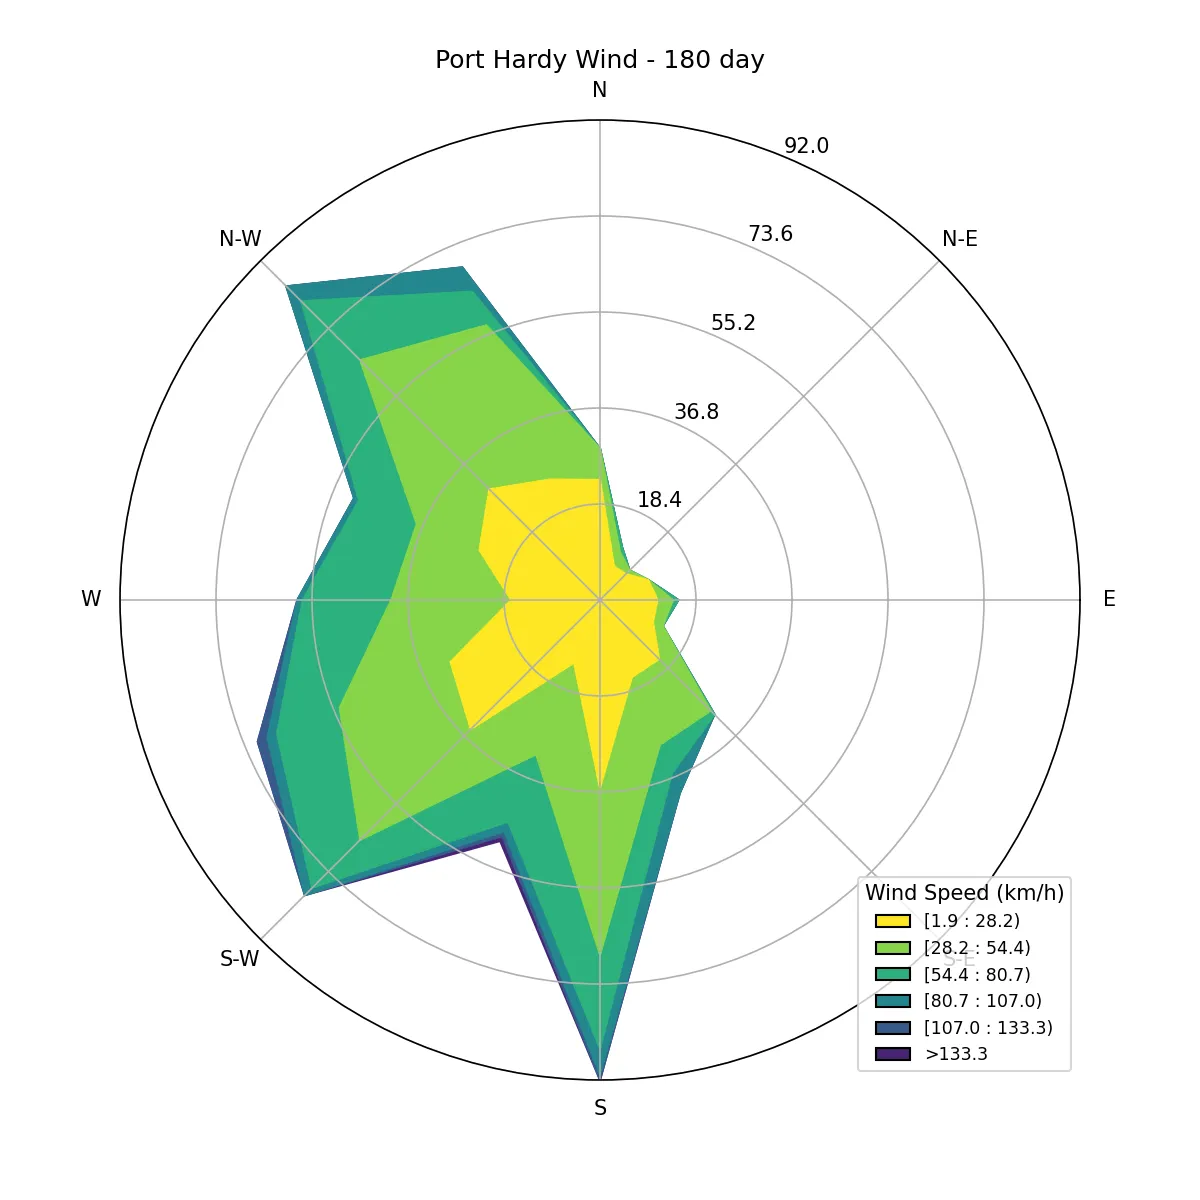 Port Hardy Wind - 180 day
N
92.0
N-W
73.6
N-E
55.2
36.8
18.4
W
E
S-W
S-E
S
Wind Speed (km/h)
[1.9 : 28.2)
[28.2 : 54.4)
[54.4 : 80.7)
[80.7 : 107.0)
[107.0 : 133.3)
>133.3